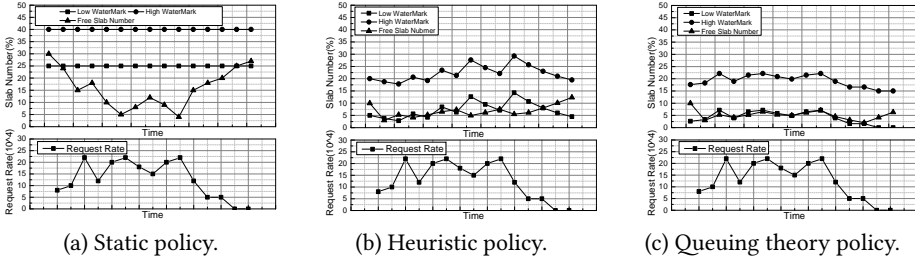 50
45
40
35
30
25
20
15
10
5
0
Slab Number(%)
Low WaterMark
High WaterMark
Free Slab Number
Time
30
25
20
15
10
5
0
Request Rate(10^4)
Request Rate
Time
(a) Static policy.
50
45
40
35
30
25
20
15
10
5
0
Slab Number(%)
Low WaterMark
High WaterMark
Free Slab Nubmer
Time
30
25
20
15
10
5
0
Request Rate(10^4)
Request Rate
Time
(b) Heuristic policy.
50
45
40
35
30
25
20
15
10
5
0
Slab Number(%)
Low WaterMark
High WaterMark
Free Slab Number
Time
30
25
20
15
10
5
0
Request Rate(10^4)
Request Rate
Time
(c) Queuing theory policy.